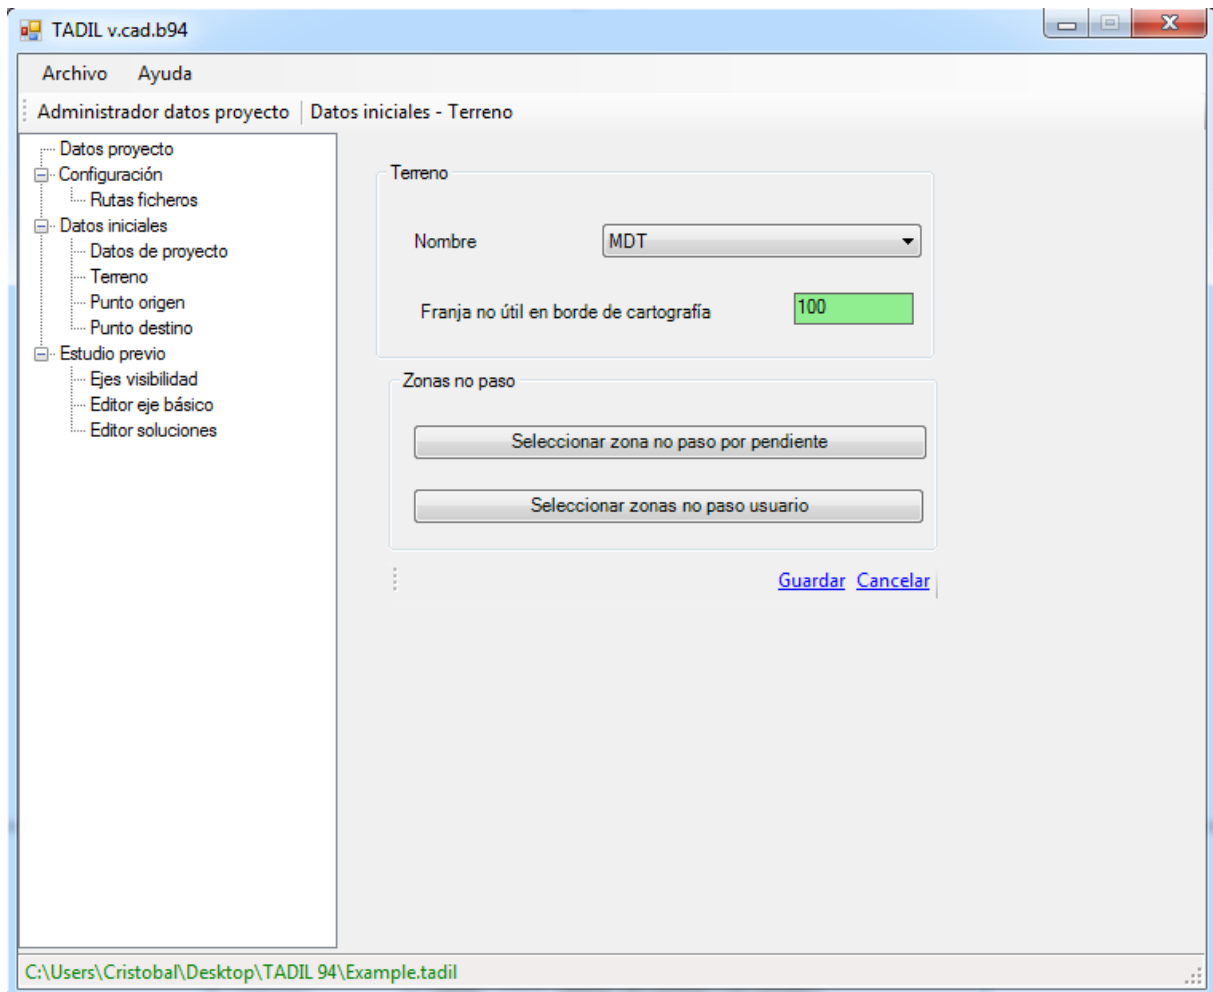 TADIL v.cad.b94
Archivo Ayuda
Administrador datos proyecto Datos iniciales - Terreno
Datos proyecto
Configuración
Rutas ficheros
Datos iniciales
Datos de proyecto
Terreno
Punto origen
Punto destino
Estudio previo
Ejes visibilidad
Editor eje básico
Editor soluciones
Terreno
Nombre MDT
Franja no útil en borde de cartografía 100
Zonas no paso
Seleccionar zona no paso por pendiente
Seleccionar zonas no paso usuario
Guardar Cancelar
C:\Users\Cristobal\Desktop\TADIL 94\Example.tadil